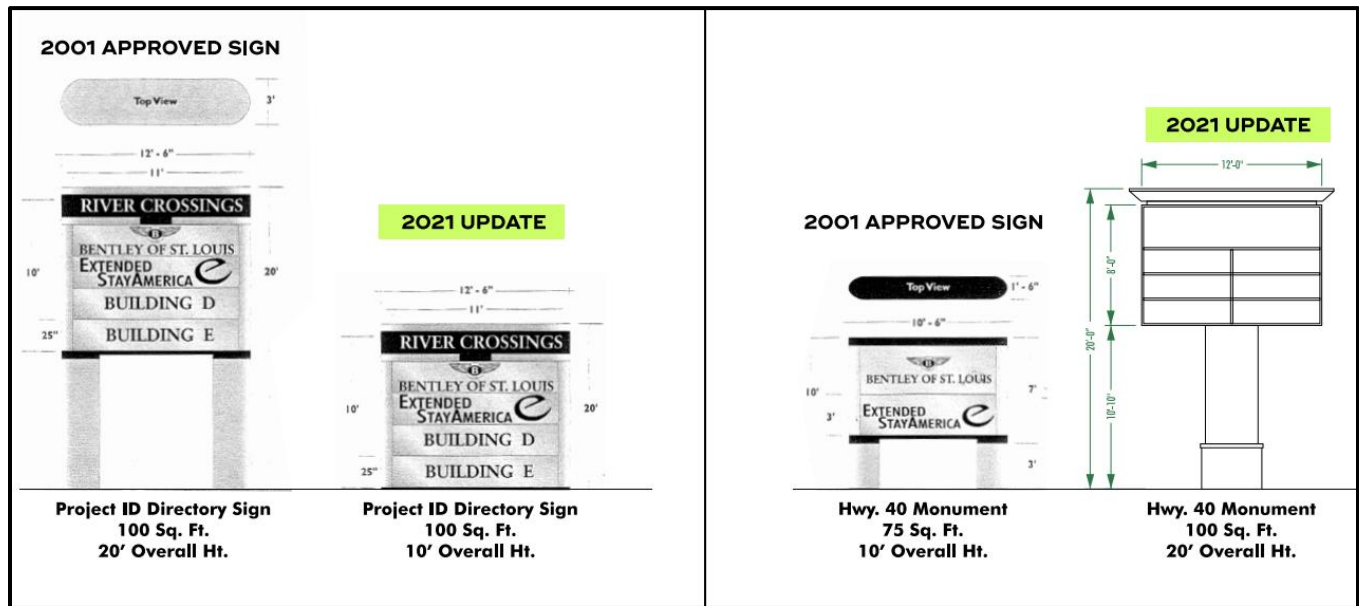 2001 APPROVED SIGN
Top View
3'
12' - 6"
11'
RIVER CROSSINGS
B
BENTLEY OF ST. LOUIS
EXTENDED
STAYAMERICA e
BUILDING D
BUILDING E
10'
20'
25"
Project ID Directory Sign
100 Sq. Ft.
20' Overall Ht.
2021 UPDATE
12' - 6"
11'
RIVER CROSSINGS
B
BENTLEY OF ST. LOUIS
EXTENDED
STAYAMERICA e
BUILDING D
BUILDING E
10'
20'
25"
Project ID Directory Sign
100 Sq. Ft.
10' Overall Ht.
2001 APPROVED SIGN
Top View
1' - 6"
10' - 6"
B
BENTLEY OF ST. LOUIS
EXTENDED
STAYAMERICA e
10'
7'
3'
3'
Hwy. 40 Monument
75 Sq. Ft.
10' Overall Ht.
2021 UPDATE
12'-0"
8'-0"
20'-0"
10'-10"
Hwy. 40 Monument
100 Sq. Ft.
20' Overall Ht.